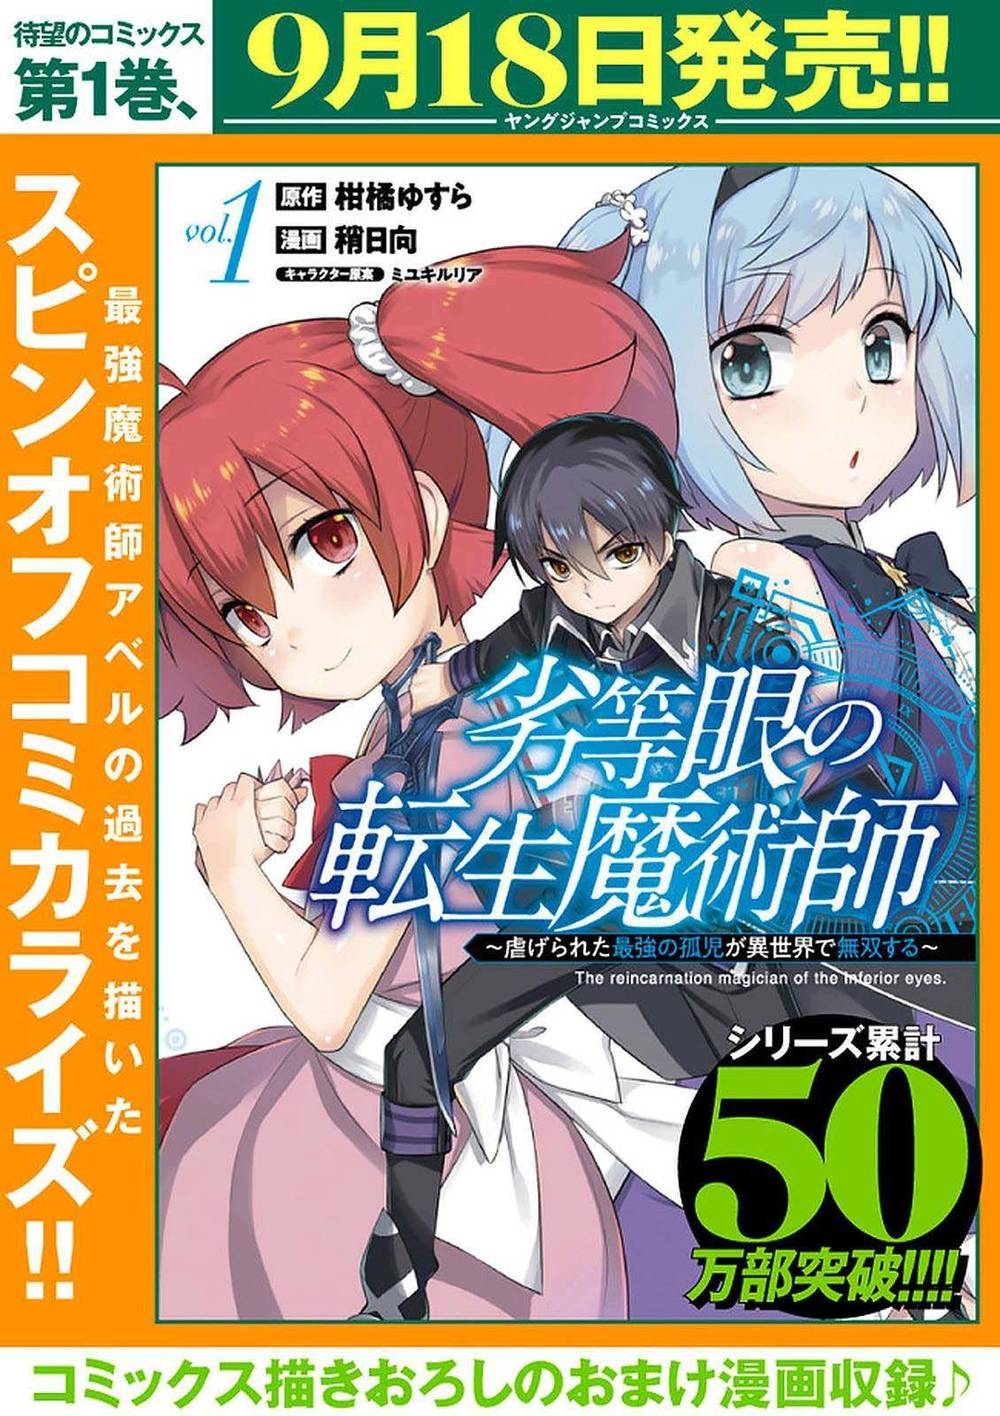 待望のコミックス
第1巻、
9月18日発売!!
ヤングジャンプコミックス
スピンオフコミカライズ!!
最強魔術師アベルの過去を描いた
vol.1
原作 柑橘ゆすら
漫画 稍日向
キャラクター原案 ミユキルリア
劣等眼の
転生魔術師
～虐げられた最強の孤児が異世界で無双する～
The reincarnation magician of the inferior eyes.
シリーズ累計
50
万部突破!!!!
コミックス描きおろしのおまけ漫画収録♪